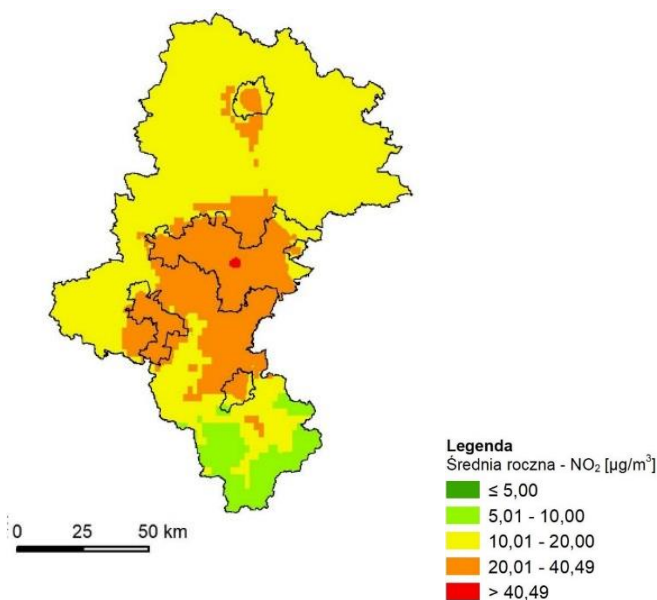 Legenda
Średnia roczna - NO₂ [µg/m³]
≤ 5,00
5,01 - 10,00
10,01 - 20,00
20,01 - 40,49
> 40,49
0 25 50 km